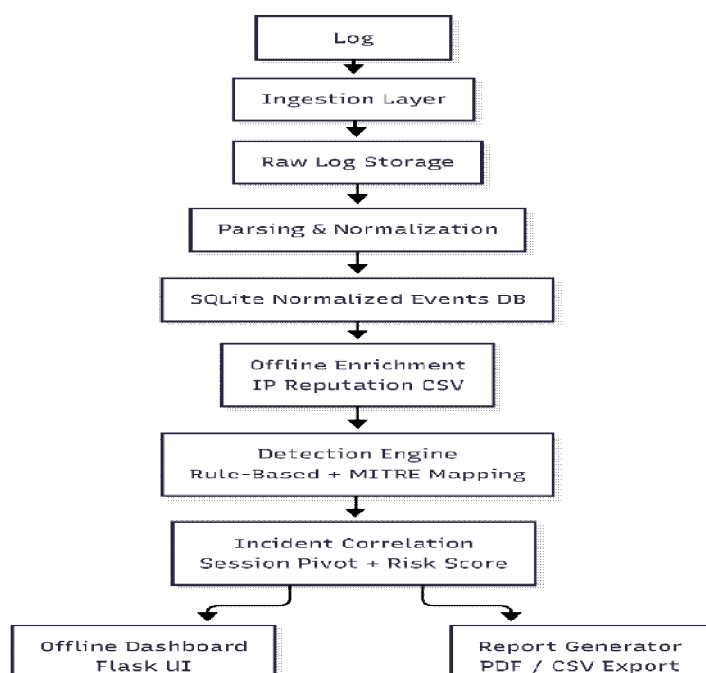 Log
Ingestion Layer
Raw Log Storage
Parsing & Normalization
SQLite Normalized Events DB
Offline Enrichment
IP Reputation CSV
Detection Engine
Rule-Based + MITRE Mapping
Incident Correlation
Session Pivot + Risk Score
Offline Dashboard
Flask UI
Report Generator
PDF / CSV Export